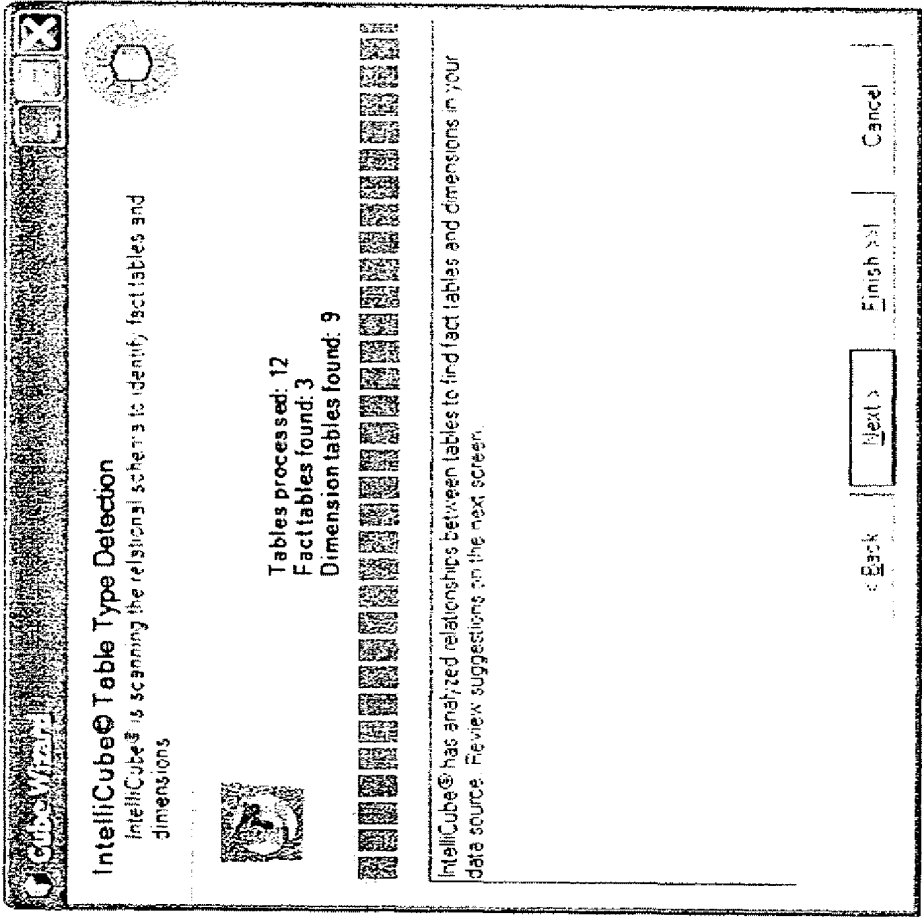 Cube Wizard
IntelliCube® Table Type Detection
IntelliCube® is scanning the relational schema to identify fact tables and
dimensions
Tables processed: 12
Fact tables found: 3
Dimension tables found: 9
IntelliCube® has analyzed relationships between tables to find fact tables and dimensions in your
data source. Review suggestions on the next screen.
< Back
Next >
Finish >>|
Cancel